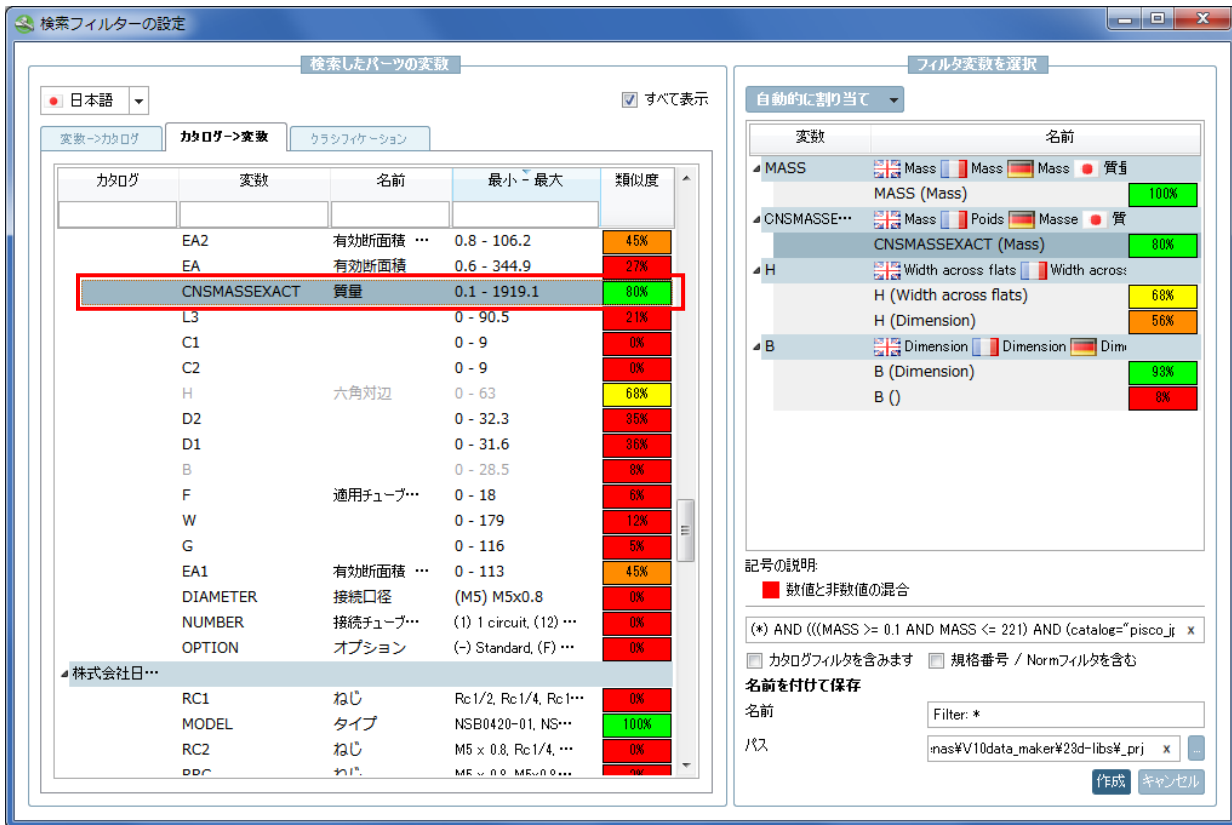 検索フィルターの設定
検索したパーツの変数
日本語
すべて表示
変数->カタログ
カタログ->変数
クラシフィケーション
カタログ 変数 名前 最小 - 最大 類似度
EA2 有効断面積 … 0.8 - 106.2 45%
EA 有効断面積 0.6 - 344.9 27%
CNSMASSEXACT 質量 0.1 - 1919.1 80%
L3 0 - 90.5 21%
C1 0 - 9 0%
C2 0 - 9 0%
H 六角対辺 0 - 63 68%
D2 0 - 32.3 35%
D1 0 - 31.6 36%
B 0 - 28.5 8%
F 適用チューブ… 0 - 18 6%
W 0 - 179 12%
G 0 - 116 5%
EA1 有効断面積 … 0 - 113 45%
DIAMETER 接続口径 (M5) M5x0.8 0%
NUMBER 接続チューブ… (1) 1 circuit, (12) … 0%
OPTION オプション (-) Standard, (F) … 0%
株式会社日…
RC1 ねじ Rc1/2, Rc1/4, Rc1… 0%
MODEL タイプ NSB0420-01, NS… 100%
RC2 ねじ M5 x 0.8, Rc1/4, … 0%
フィルタ変数を選択
自動的に割り当て
変数 名前
MASS Mass Mass Mass 質量
MASS (Mass) 100%
CNSMASSE… Mass Poids Masse 質
CNSMASSEXACT (Mass) 80%
H Width across flats Width across
H (Width across flats) 68%
H (Dimension) 56%
B Dimension Dimension Dim
B (Dimension) 93%
B () 8%
記号の説明:
数値と非数値の混合
(*) AND (((MASS >= 0.1 AND MASS <= 221) AND (catalog="pisco_j x
カタログフィルタを含みます 規格番号 / Normフィルタを含む
名前を付けて保存
名前 Filter: *
パス nas¥V10data_maker¥23d-libs¥_prj x ...
作成 キャンセル